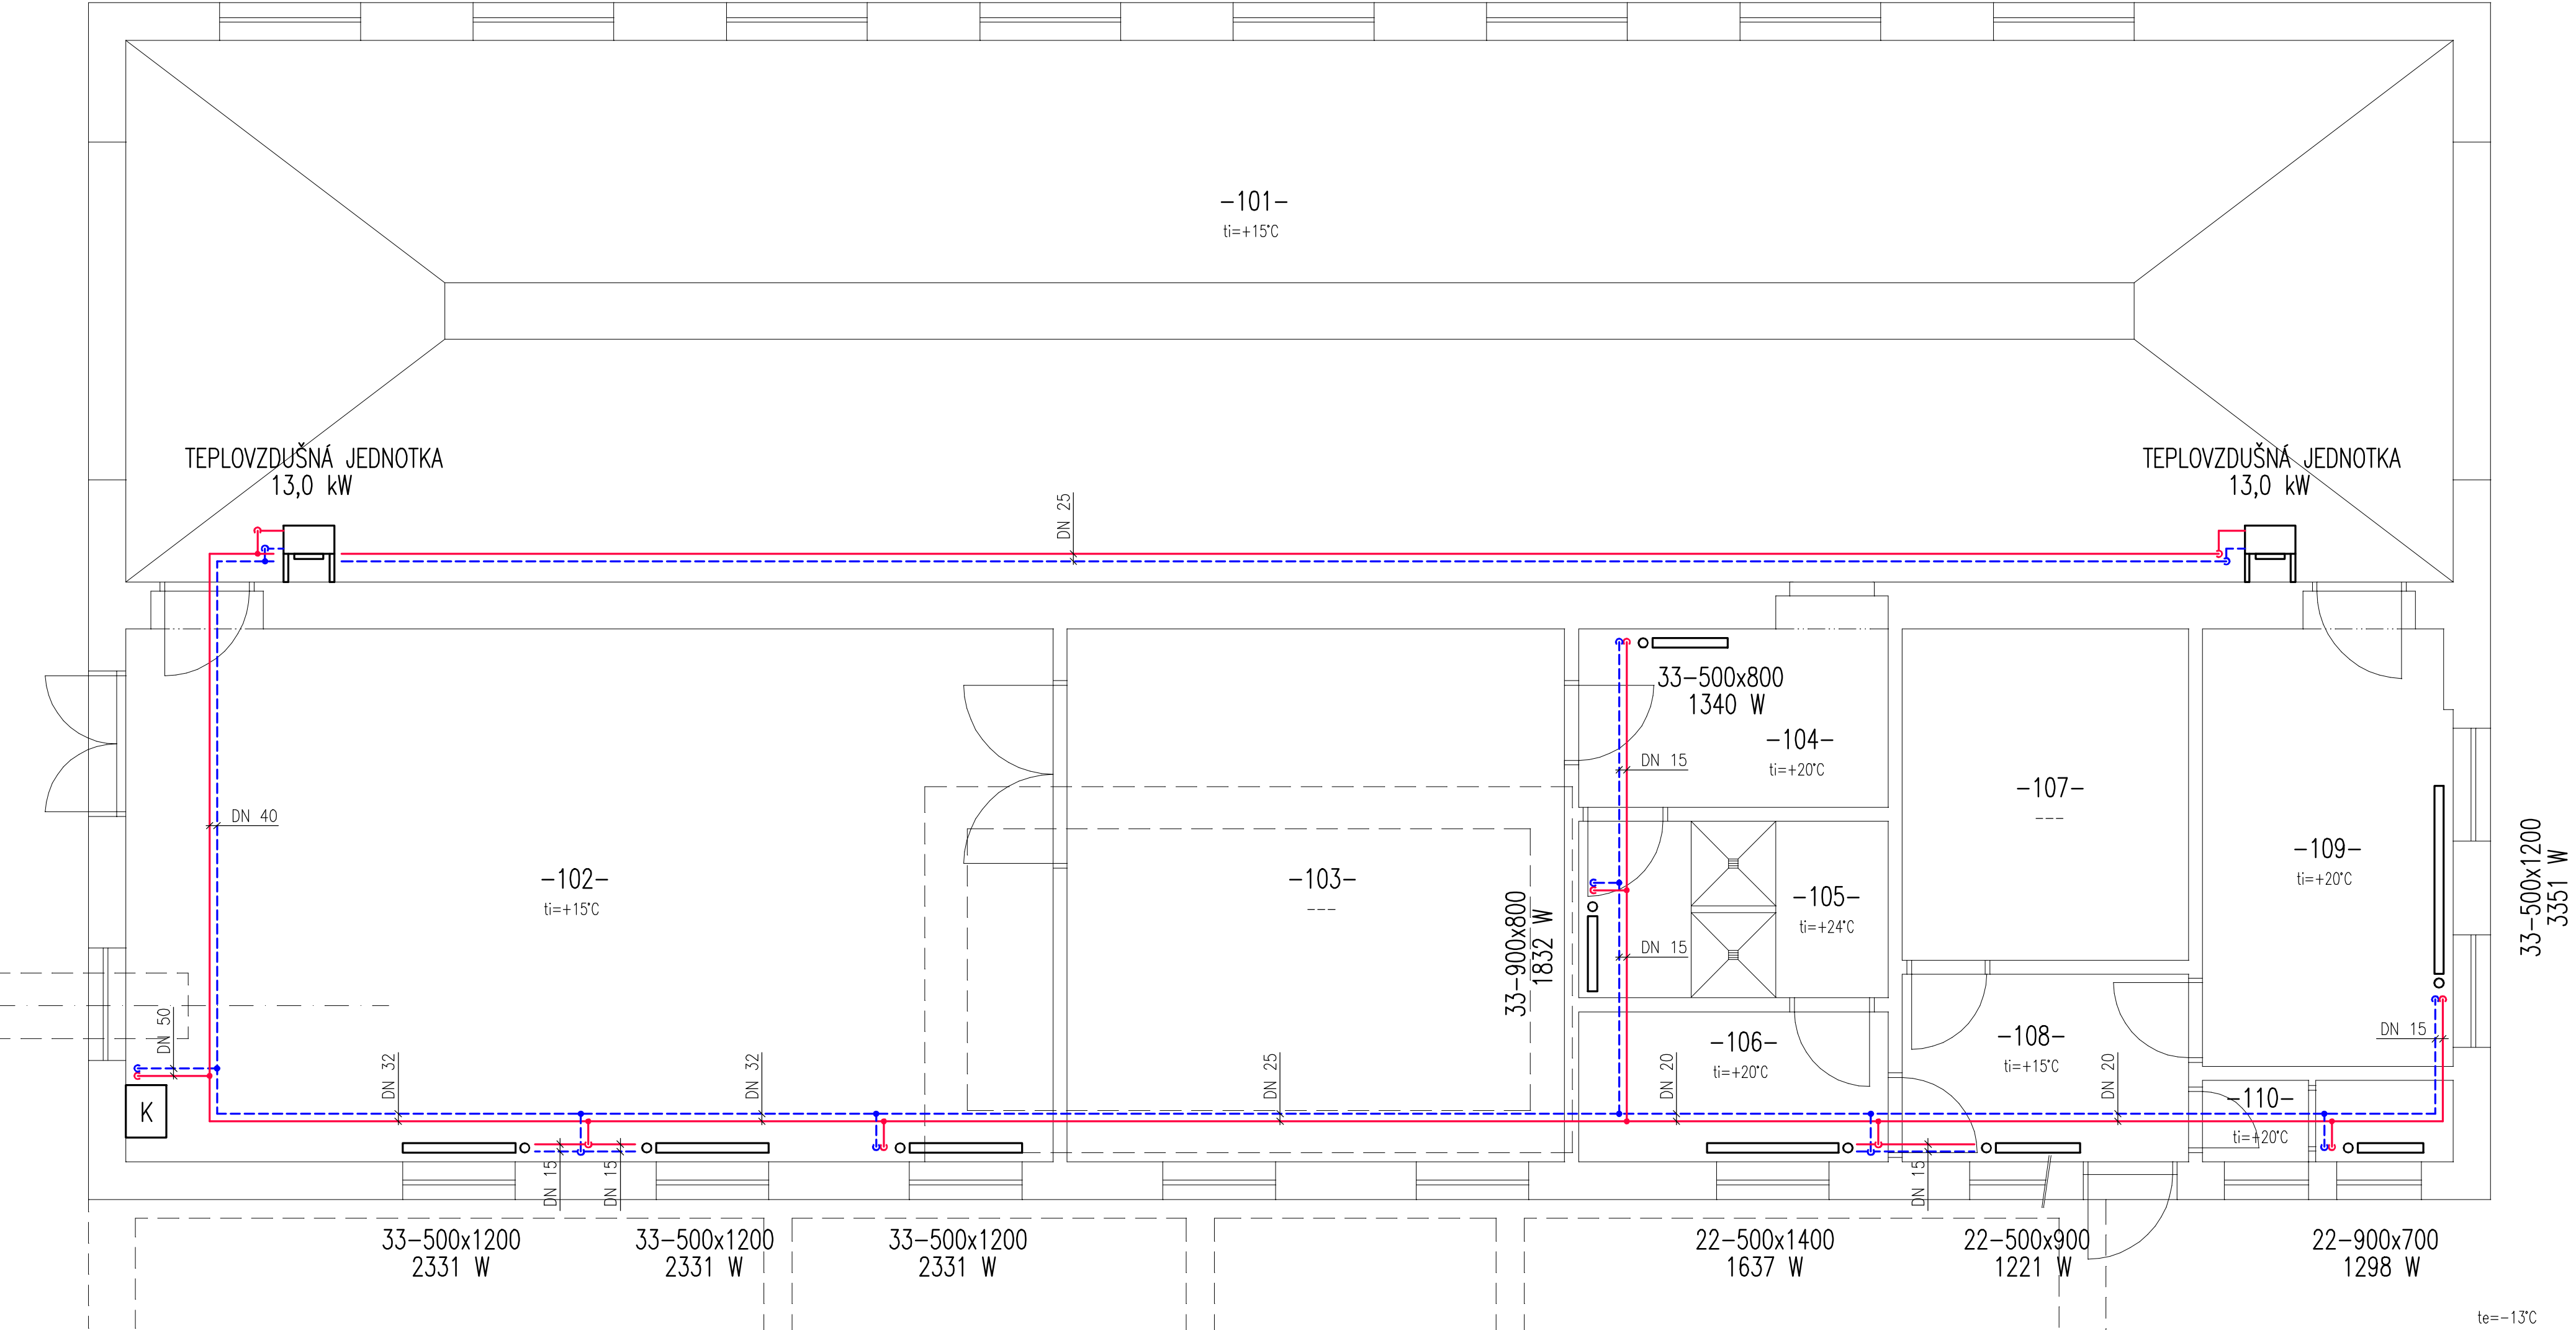 -101-
ti=+15°C
TEPLOVZDUŠNÁ JEDNOTKA
13,0 kW
TEPLOVZDUŠNÁ JEDNOTKA
13,0 kW
DN 25
33-500x800
1340 W
-104-
ti=+20°C
DN 15
-107-
---
DN 40
-102-
ti=+15°C
-103-
---
33-900x800
1832 W
-105-
ti=+24°C
DN 15
-109-
ti=+20°C
33-500x1200
3351 W
DN 50
K
DN 32
DN 32
DN 25
DN 20
-106-
ti=+20°C
-108-
ti=+15°C
DN 20
DN 15
-110-
ti=+20°C
DN 15
DN 15
DN 15
33-500x1200
2331 W
33-500x1200
2331 W
33-500x1200
2331 W
22-500x1400
1637 W
22-500x900
1221 W
22-900x700
1298 W
te=-13°C